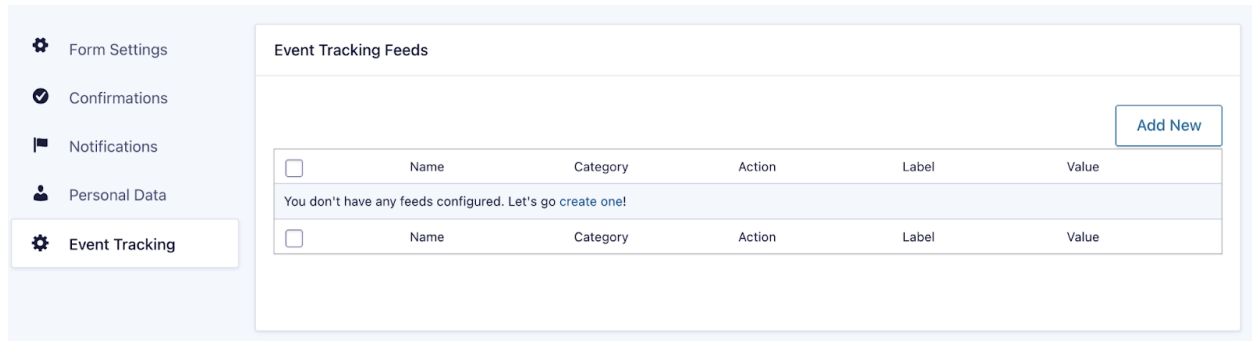 Form Settings
Confirmations
Notifications
Personal Data
Event Tracking
Event Tracking Feeds
Add New
Name Category Action Label Value
You don't have any feeds configured. Let's go create one!
Name Category Action Label Value